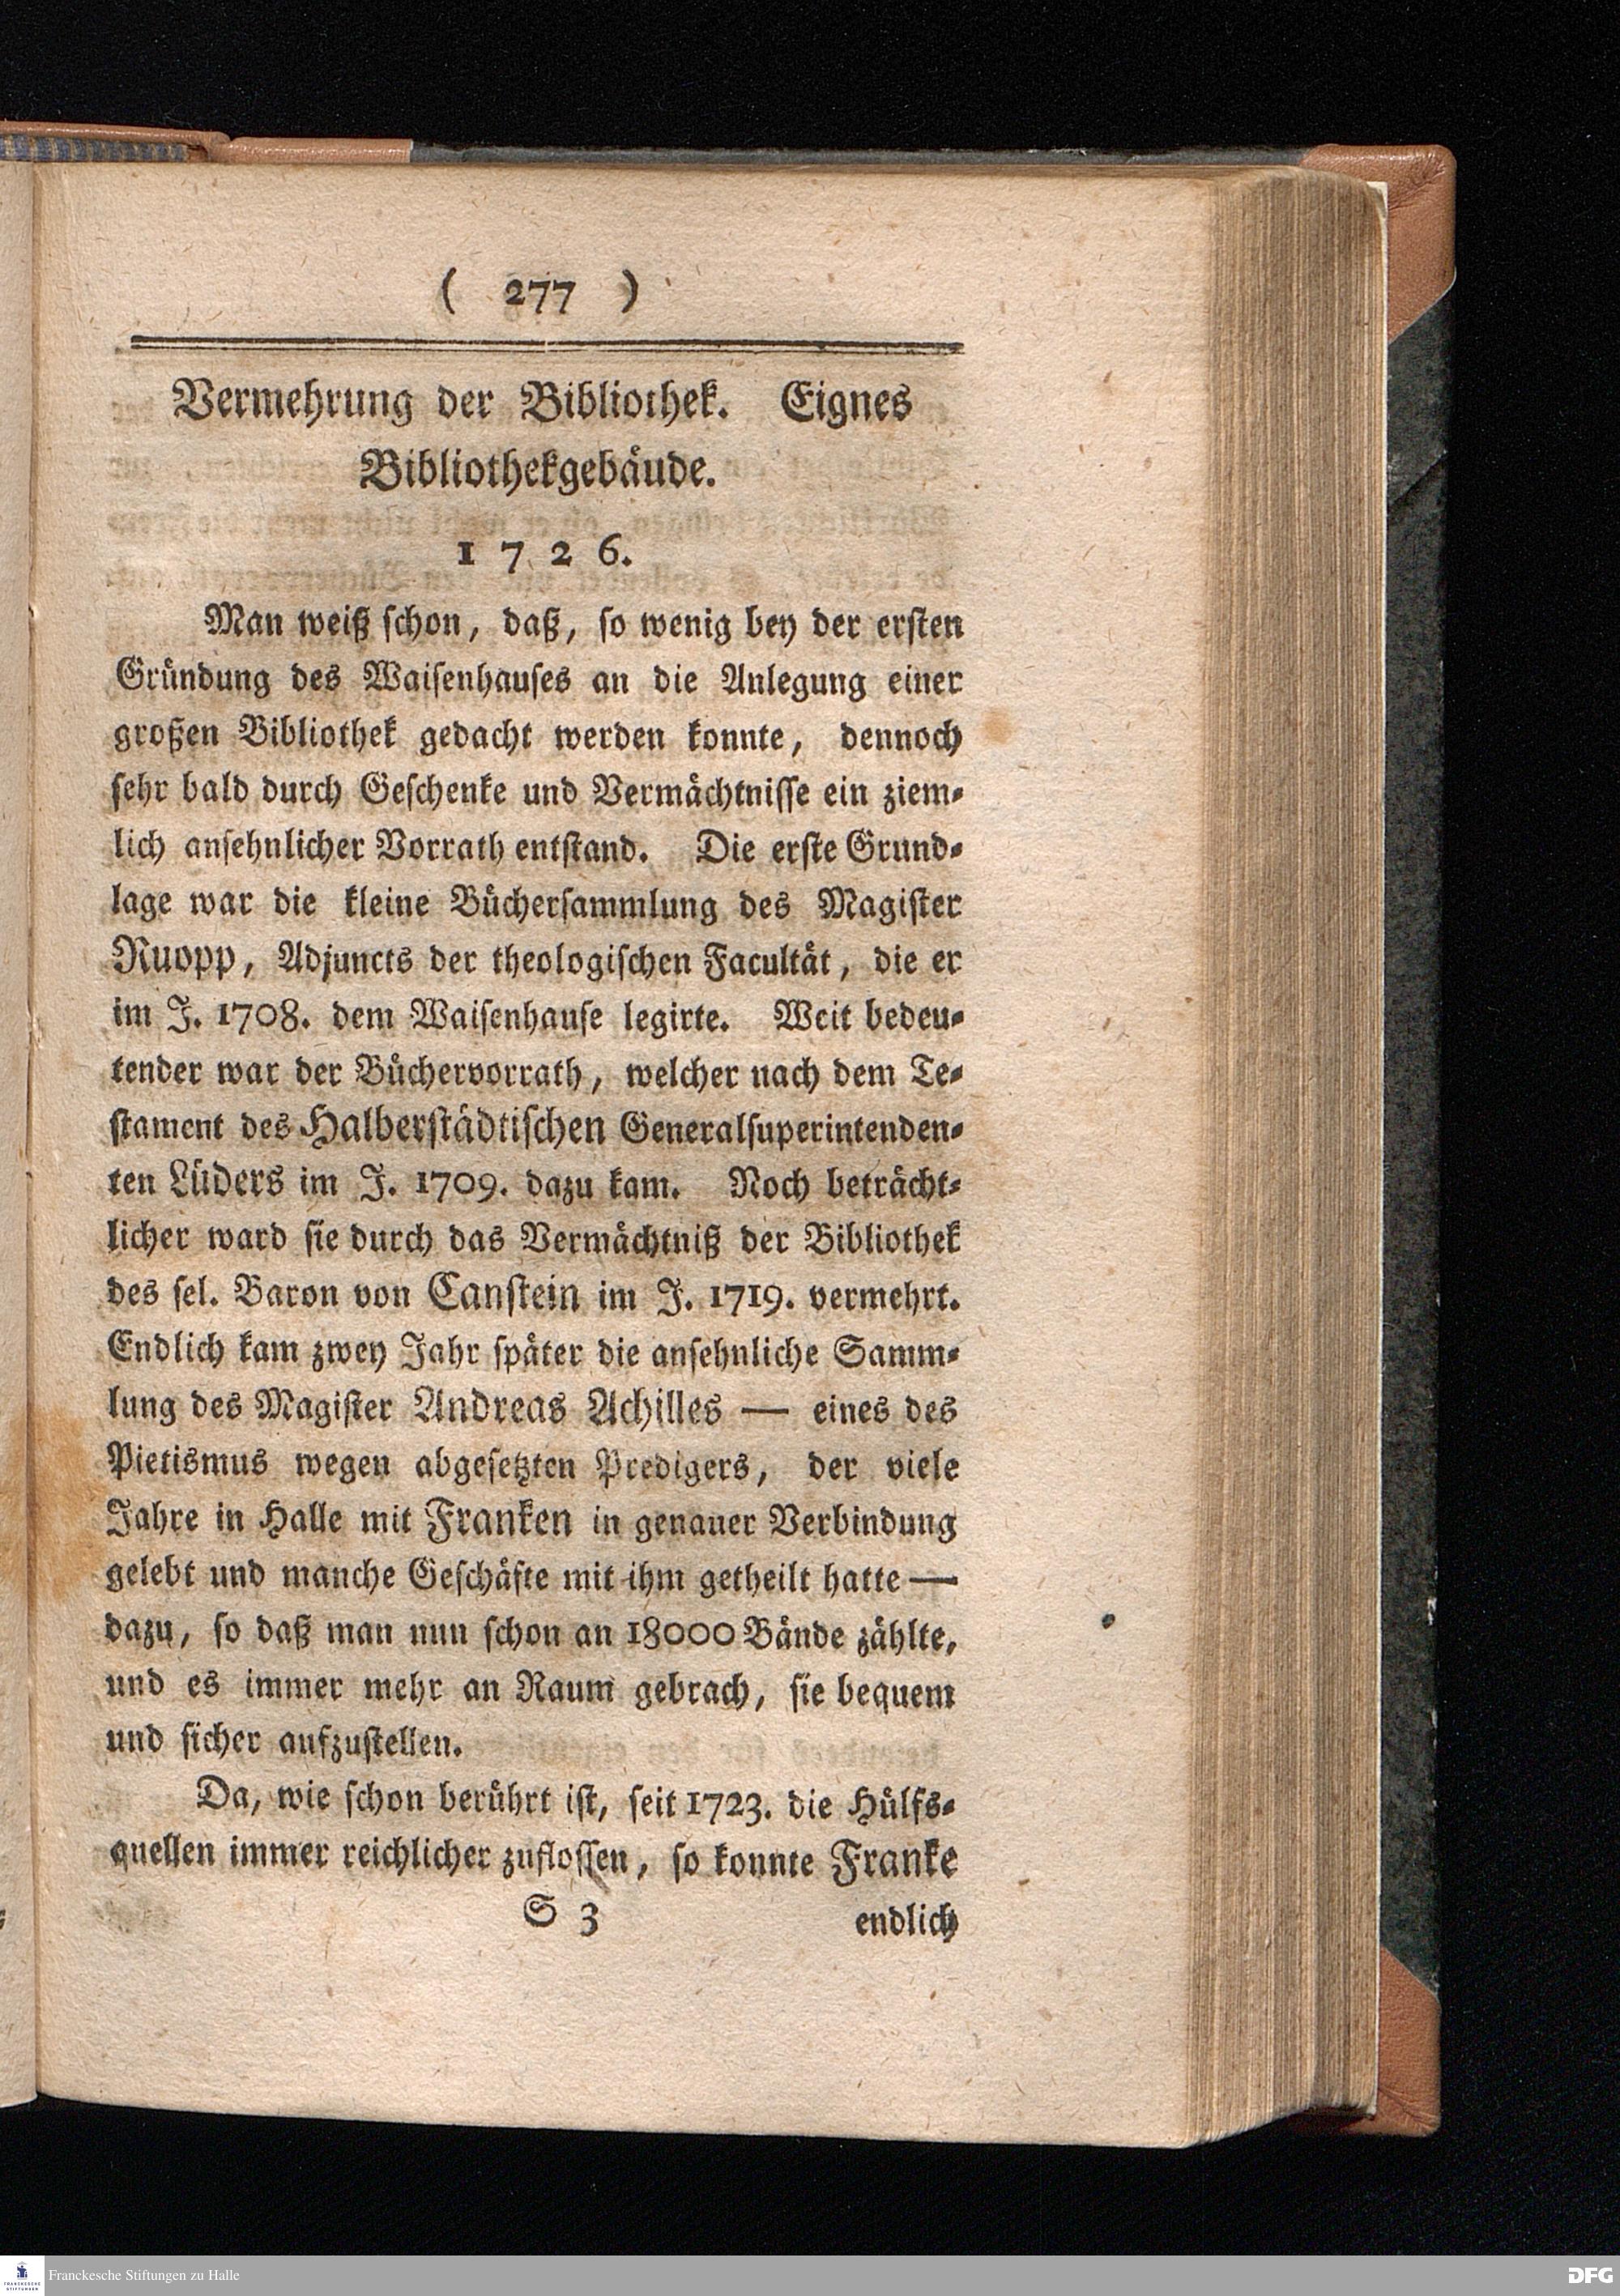 ( 277 )
Vermehrung der Bibliothek. Eignes
Bibliothekgebäude.
1 7 2 6.
Man weiß schon, daß, so wenig bey der ersten
Gründung des Waisenhauses an die Anlegung einer
großen Bibliothek gedacht werden konnte, dennoch
sehr bald durch Geschenke und Vermächtnisse ein ziem-
lich ansehnlicher Vorrath entstand. Die erste Grund-
lage war die kleine Büchersammlung des Magister
Ruopp, Adjuncts der theologischen Facultät, die er
im J. 1708. dem Waisenhause legirte. Weit bedeu-
tender war der Büchervorrath, welcher nach dem Te-
stament des Halberstädtischen Generalsuperintenden-
ten Lüders im J. 1709. dazu kam. Noch beträcht-
licher ward sie durch das Vermächtniß der Bibliothek
des sel. Baron von Canstein im J. 1719. vermehrt.
Endlich kam zwey Jahr später die ansehnliche Samm-
lung des Magister Andreas Achilles — eines des
Pietismus wegen abgesetzten Predigers, der viele
Jahre in Halle mit Franken in genauer Verbindung
gelebt und manche Geschäfte mit ihm getheilt hatte —
dazu, so daß man nun schon an 18000 Bände zählte,
und es immer mehr an Raum gebrach, sie bequem
und sicher aufzustellen.
Da, wie schon berührt ist, seit 1723. die Hülfs-
quellen immer reichlicher zuflossen, so konnte Franke
S 3 endlich
FRANCKESCHE
STIFTUNGEN
Franckesche Stiftungen zu Halle
DFG